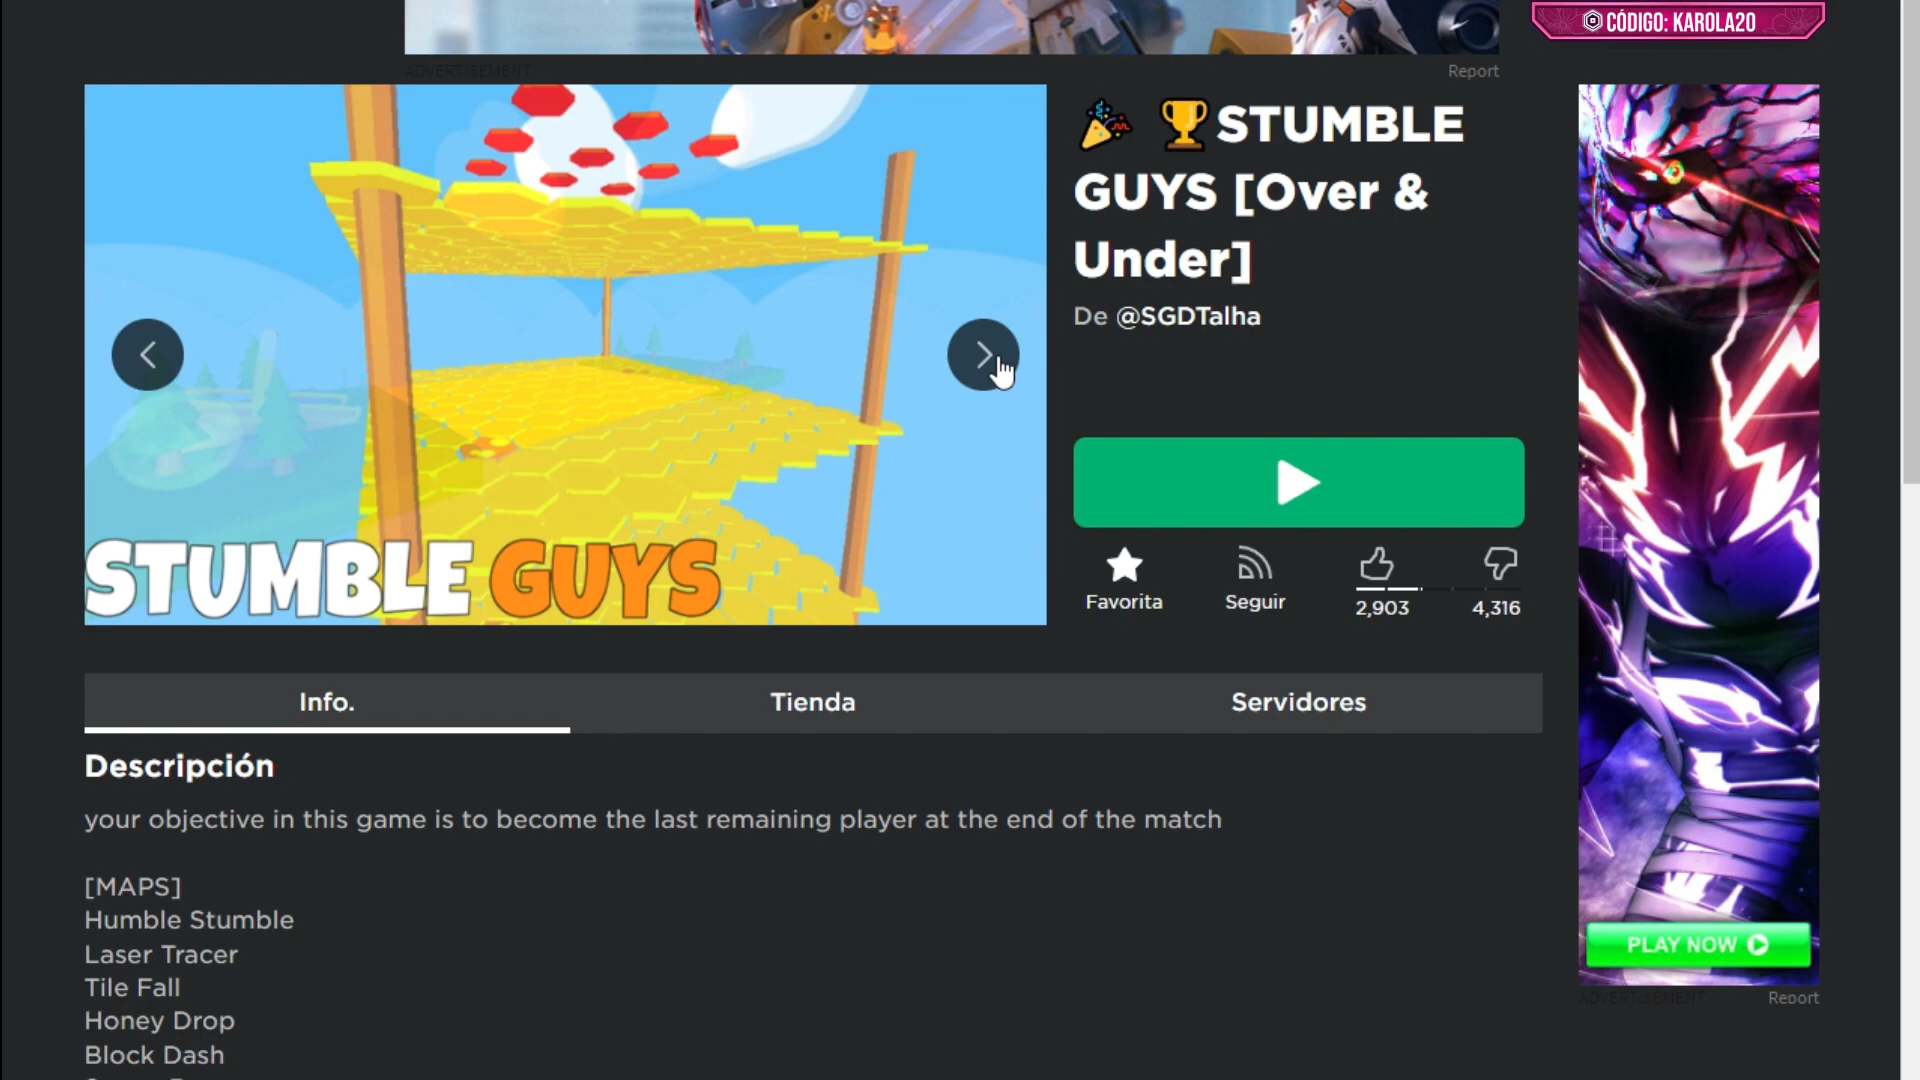 CÓDIGO: KAROLA20
ADVERTISEMENT
Report
STUMBLE
GUYS [Over &
Under]
De @SGDTalha
STUMBLE GUYS
Favorita
Seguir
2,903
4,316
Info.
Tienda
Servidores
Descripción
your objective in this game is to become the last remaining player at the end of the match
[MAPS]
Humble Stumble
Laser Tracer
Tile Fall
Honey Drop
Block Dash
PLAY NOW
ADVERTISEMENT
Report